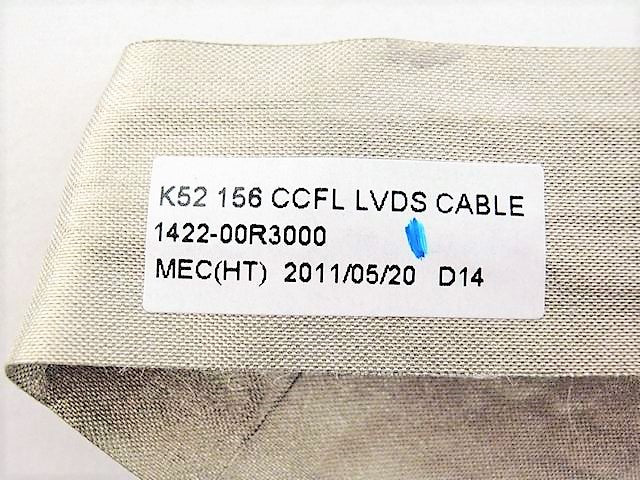 K52 156 CCFL LVDS CABLE
1422-00R3000
MEC(HT) 2011/05/20 D14